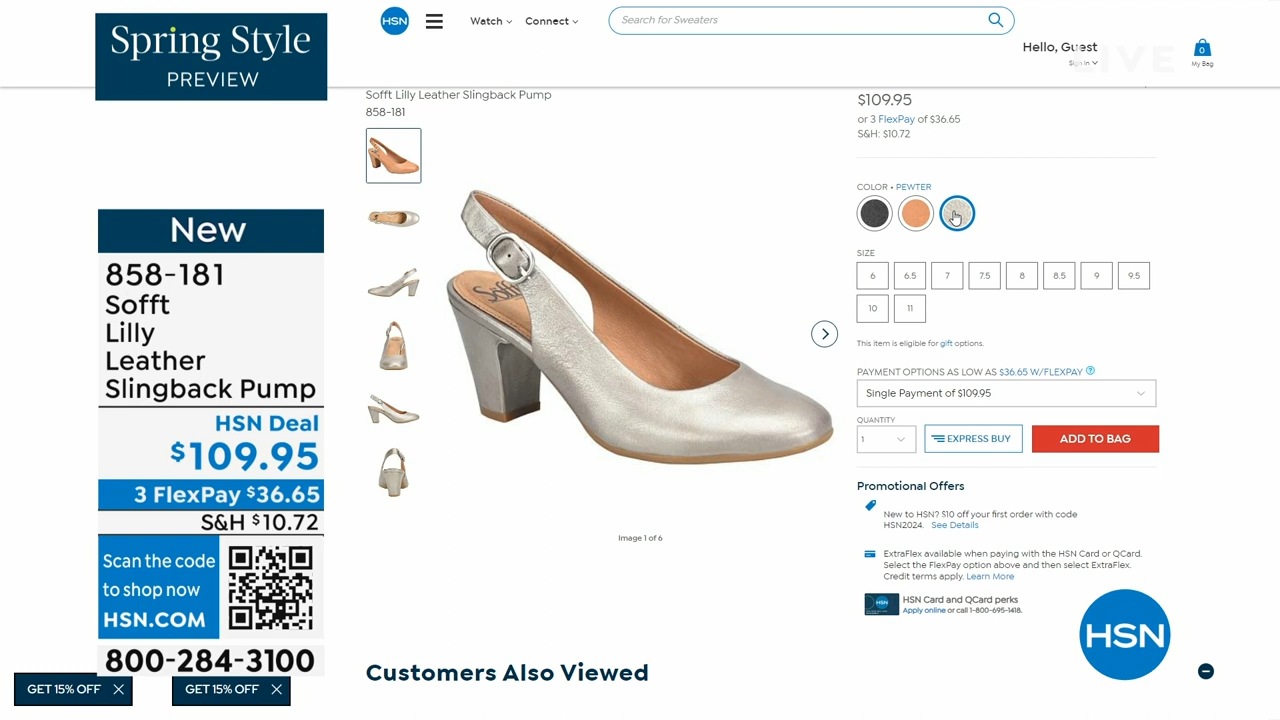 Spring Style
PREVIEW
HSN
Watch
Connect
Search for Sweaters
Hello, Guest
Sign In
LIVE
0
My Bag
Sofft Lilly Leather Slingback Pump
858-181
$109.95
or 3 FlexPay of $36.65
S&H: $10.72
COLOR • PEWTER
SIZE
6 6.5 7 7.5 8 8.5 9 9.5
10 11
This item is eligible for gift options.
PAYMENT OPTIONS AS LOW AS $36.65 W/FLEXPAY ?
Single Payment of $109.95
QUANTITY
1
EXPRESS BUY
ADD TO BAG
Promotional Offers
New to HSN? $10 off your first order with code
HSN2024. See Details
ExtraFlex available when paying with the HSN Card or QCard.
Select the FlexPay option above and then select ExtraFlex.
Credit terms apply. Learn More
HSN
HSN Card and QCard perks
Apply online or call 1-800-695-1418.
Sofft
Image 1 of 6
New
858-181
Sofft
Lilly
Leather
Slingback Pump
HSN Deal
$109.95
3 FlexPay $36.65
S&H $10.72
Scan the code
to shop now
HSN.COM
800-284-3100
GET 15% OFF
GET 15% OFF
Customers Also Viewed
HSN